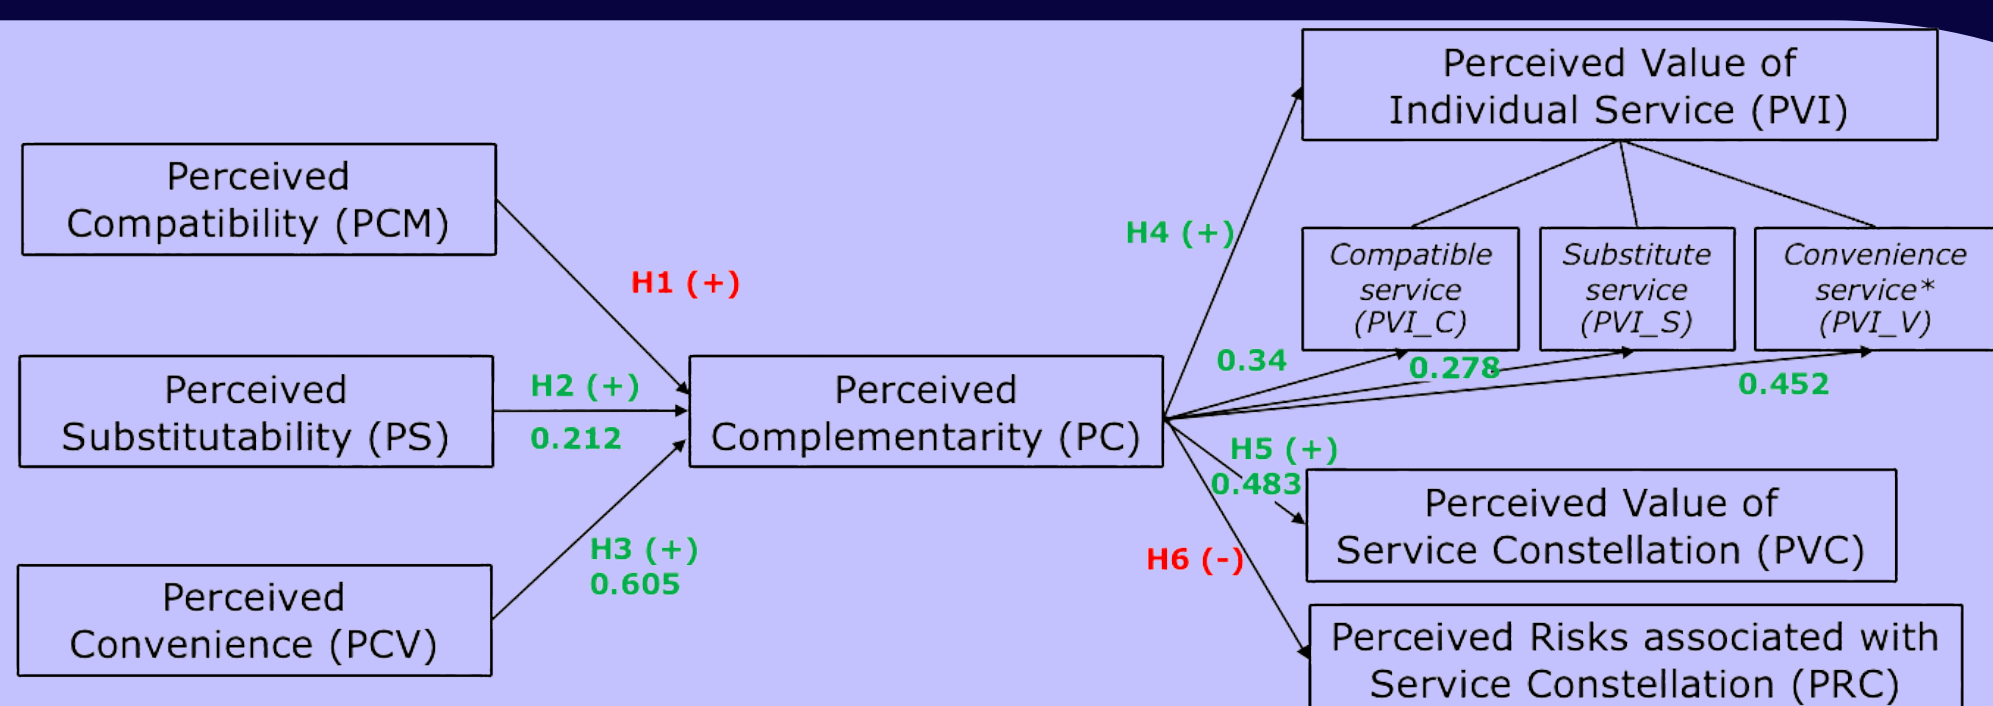 Perceived Value of
Individual Service (PVI)
Perceived
Compatibility (PCM)
H1 (+)
H4 (+)
Compatible
service
(PVI_C)
Substitute
service
(PVI_S)
Convenience
service*
(PVI_V)
Perceived
Substitutability (PS)
H2 (+)
0.212
Perceived
Complementarity (PC)
0.34
0.278
0.452
H5 (+)
0.483
Perceived Value of
Service Constellation (PVC)
Perceived
Convenience (PCV)
H3 (+)
0.605
H6 (-)
Perceived Risks associated with
Service Constellation (PRC)